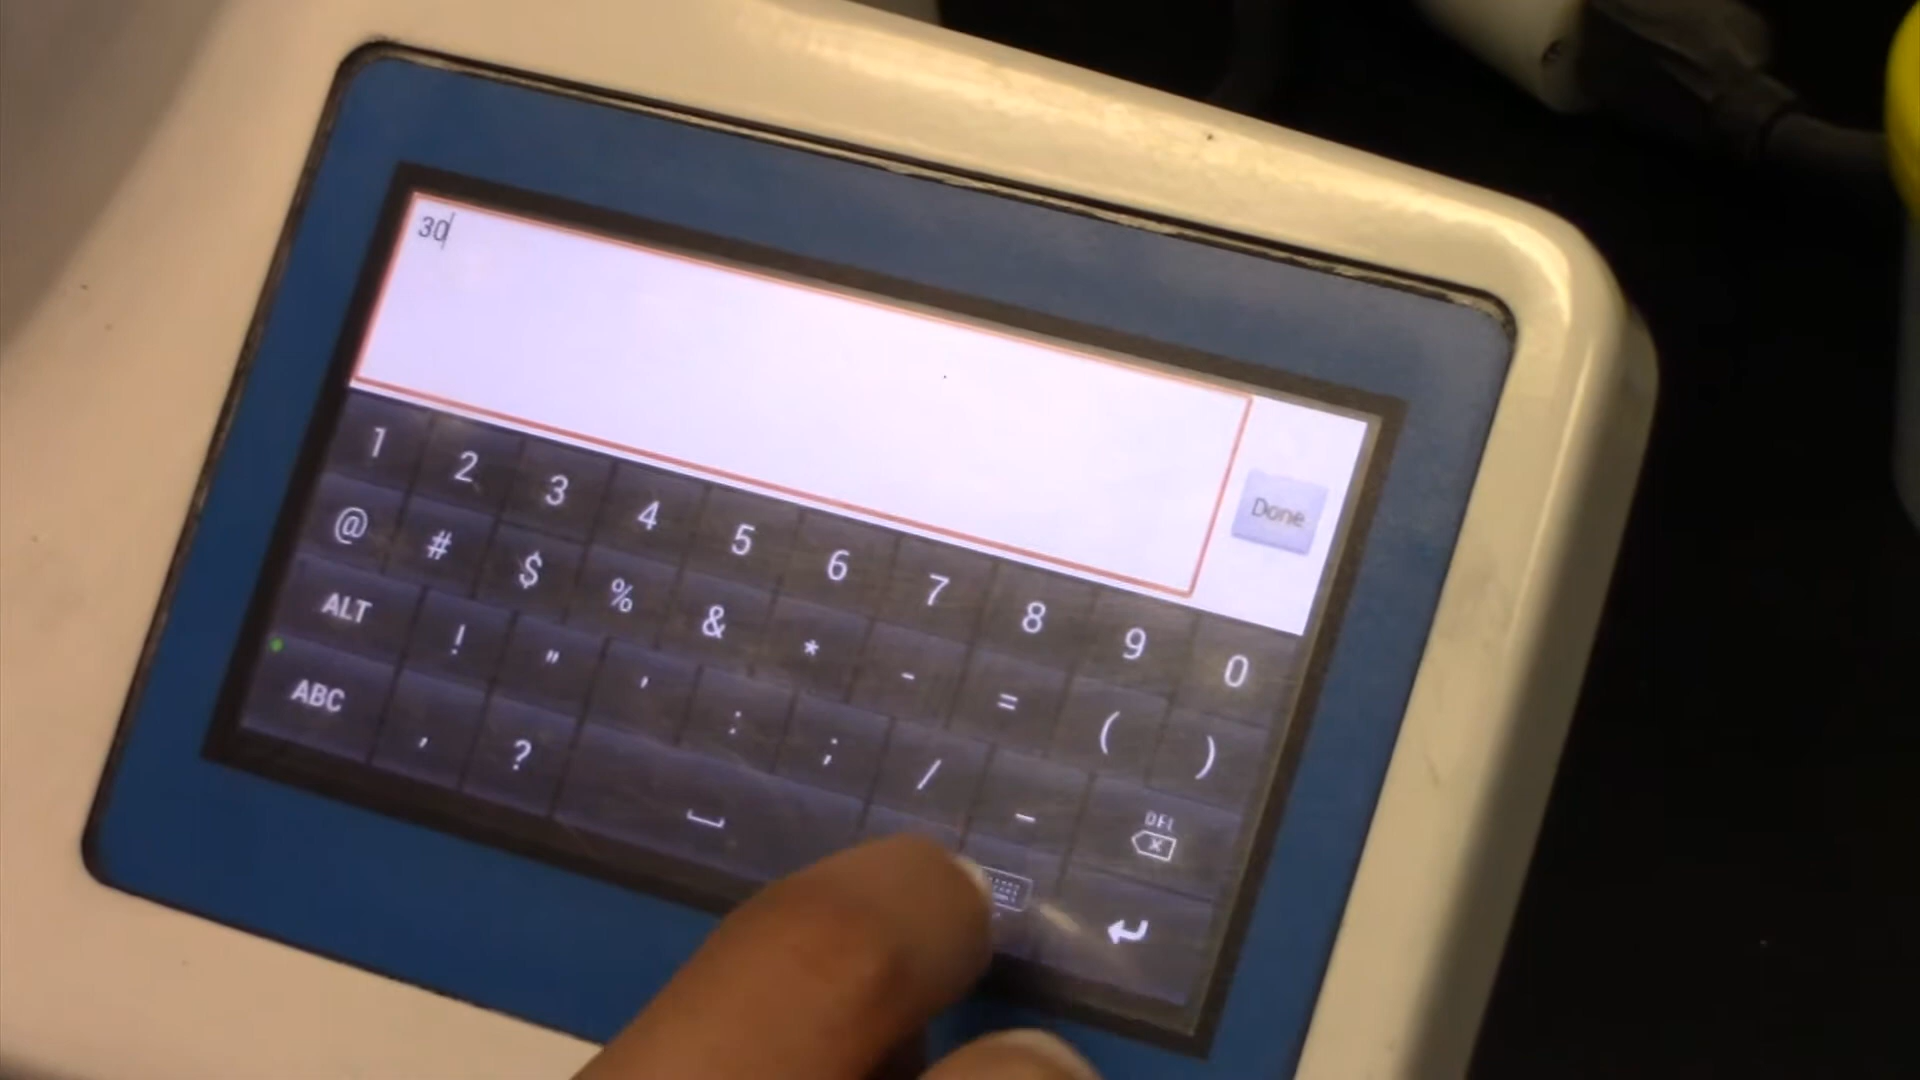 30
Done
1 2 3 4 5 6 7 8 9 0
@ # $ % & * - = ( )
ALT ! " ' : ; / _ DEL
ABC , ?